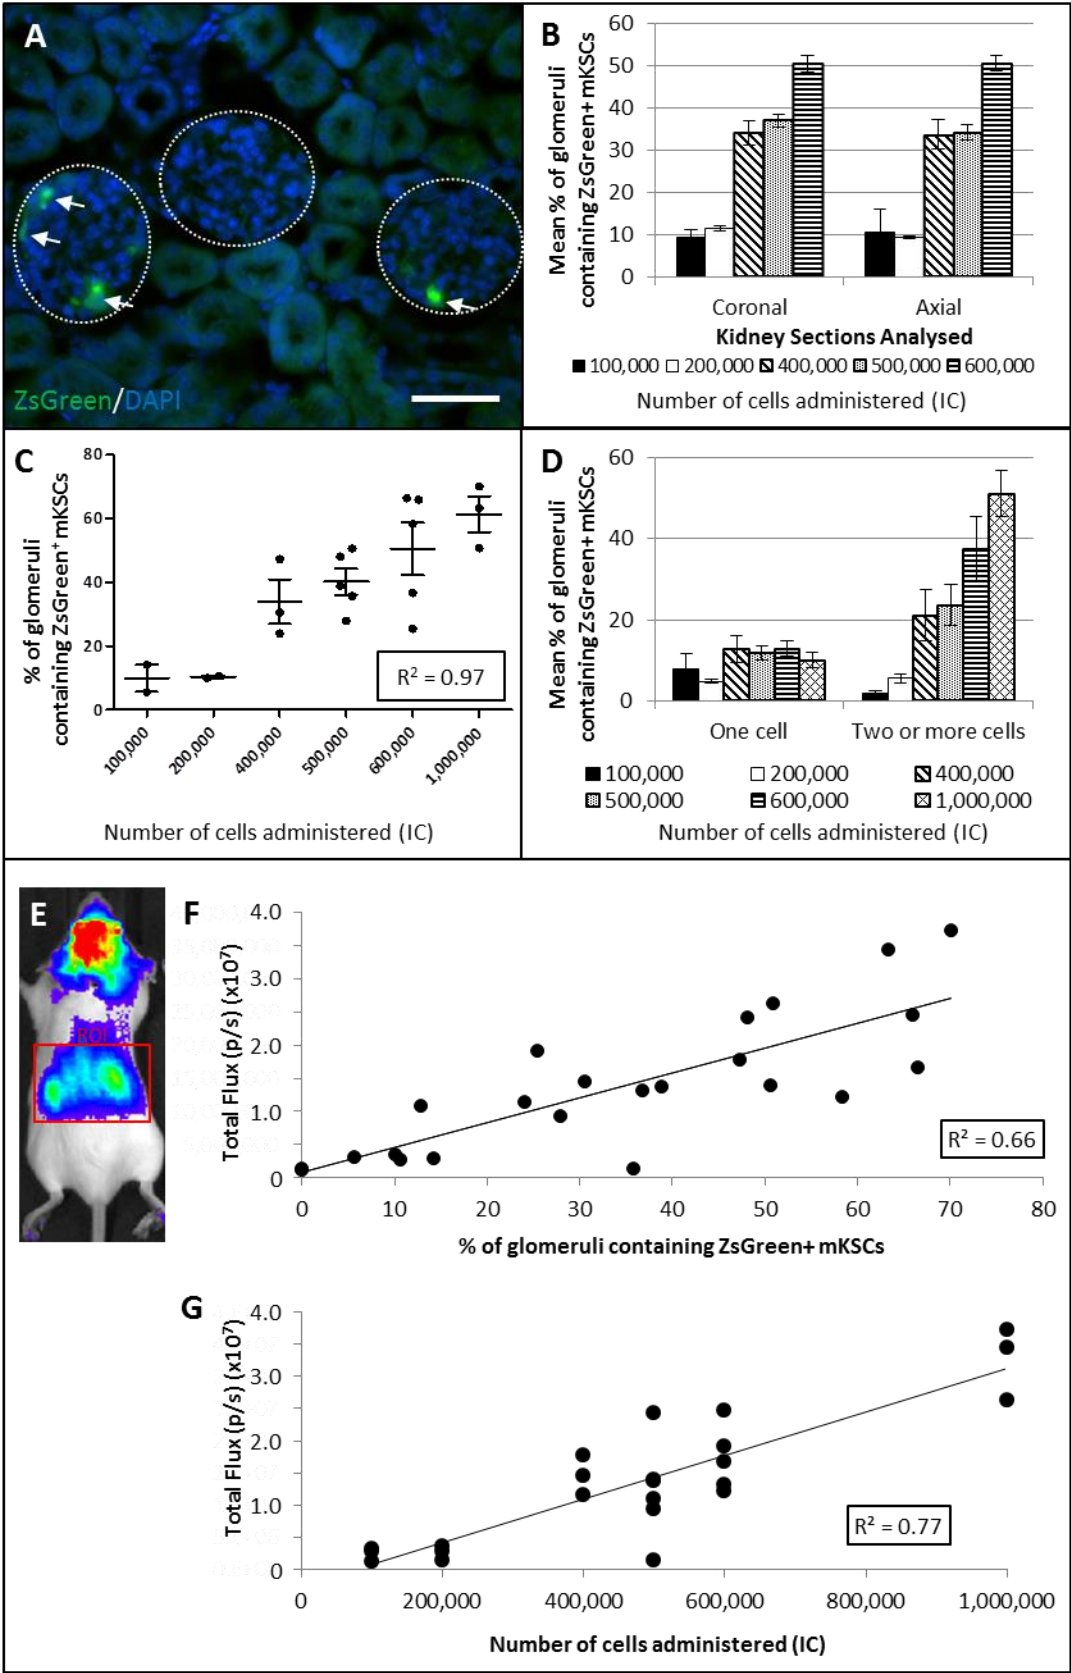 A
ZsGreen/DAPI
B
Mean % of glomeruli
containing ZsGreen+ mKSCs
60
50
40
30
20
10
0
Coronal Axial
Kidney Sections Analysed
100,000 200,000 400,000 500,000 600,000
Number of cells administered (IC)
C
% of glomeruli
containing ZsGreen+ mKSCs
80
60
40
20
0
R² = 0.97
100,000 200,000 400,000 500,000 600,000 1,000,000
Number of cells administered (IC)
D
Mean % of glomeruli
containing ZsGreen+ mKSCs
60
40
20
0
One cell Two or more cells
100,000 200,000 400,000
500,000 600,000 1,000,000
Number of cells administered (IC)
E
ROI
F
Total Flux (p/s) (x10⁷)
4.0
3.0
2.0
1.0
0
R² = 0.66
0 10 20 30 40 50 60 70 80
% of glomeruli containing ZsGreen+ mKSCs
G
Total Flux (p/s) (x10⁷)
4.0
3.0
2.0
1.0
0
R² = 0.77
0 200,000 400,000 600,000 800,000 1,000,000
Number of cells administered (IC)